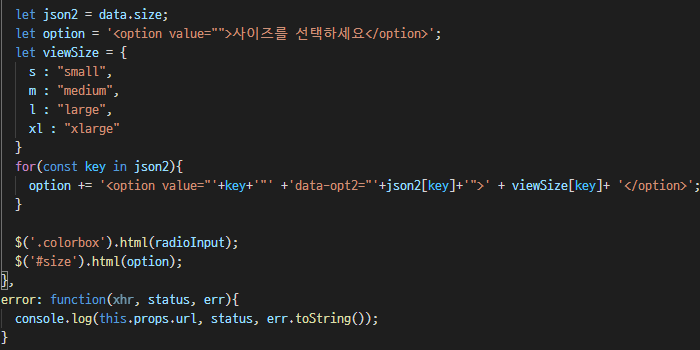 let json2 = data.size;
let option = '<option value="">사이즈를 선택하세요</option>';
let viewSize = {
s : "small",
m : "medium",
l : "large",
xl : "xlarge"
}
for(const key in json2){
option += '<option value="'+key+'"' +'data-opt2="'+json2[key]+'">' + viewSize[key]+ '</option>';
}
$('.colorbox').html(radioInput);
$('#size').html(option);
},
error: function(xhr, status, err){
console.log(this.props.url, status, err.toString());
}